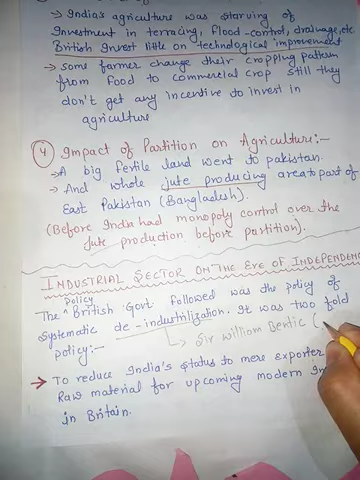 → India's agriculture was starving of
Investment in terracing, flood-control, drainage, etc.
British Invest little on technological improvement
→ Some farmer change their cropping pattern
from Food to commercial crop still they
don't get any incentive to invest in
agriculture
④ Impact of Partition on Agriculture:-
→ A big fertile land went to pakistan.
→ And whole jute producing area to part of
East Pakistan (Bangladesh).
(Before India had monopoly control over the
Jute production before partition).
INDUSTRIAL SECTOR ON THE EVE OF INDEPENDENC
The ^policy British Govt followed was the policy of
Systematic de-industrilization. It was two fold
policy:-
→ Sir William Bentic (
→ To reduce India's status to mere exporter
Raw material for upcoming modern
in Britain.